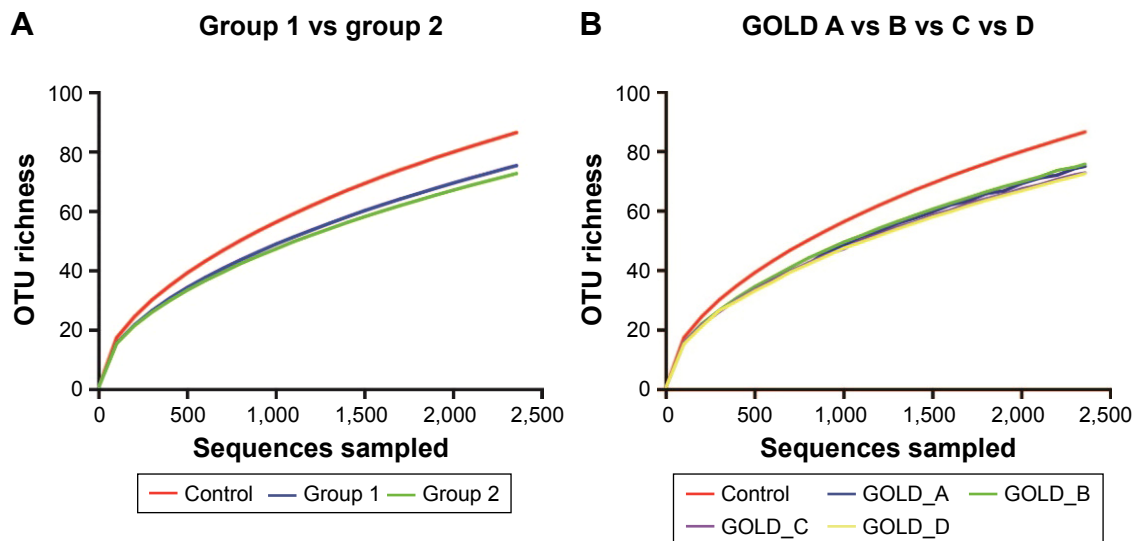 A
Group 1 vs group 2
100
80
60
40
20
0
OTU richness
0
500
1,000
1,500
2,000
2,500
Sequences sampled
Control
Group 1
Group 2
B
GOLD A vs B vs C vs D
100
80
60
40
20
0
OTU richness
0
500
1,000
1,500
2,000
2,500
Sequences sampled
Control
GOLD_A
GOLD_B
GOLD_C
GOLD_D